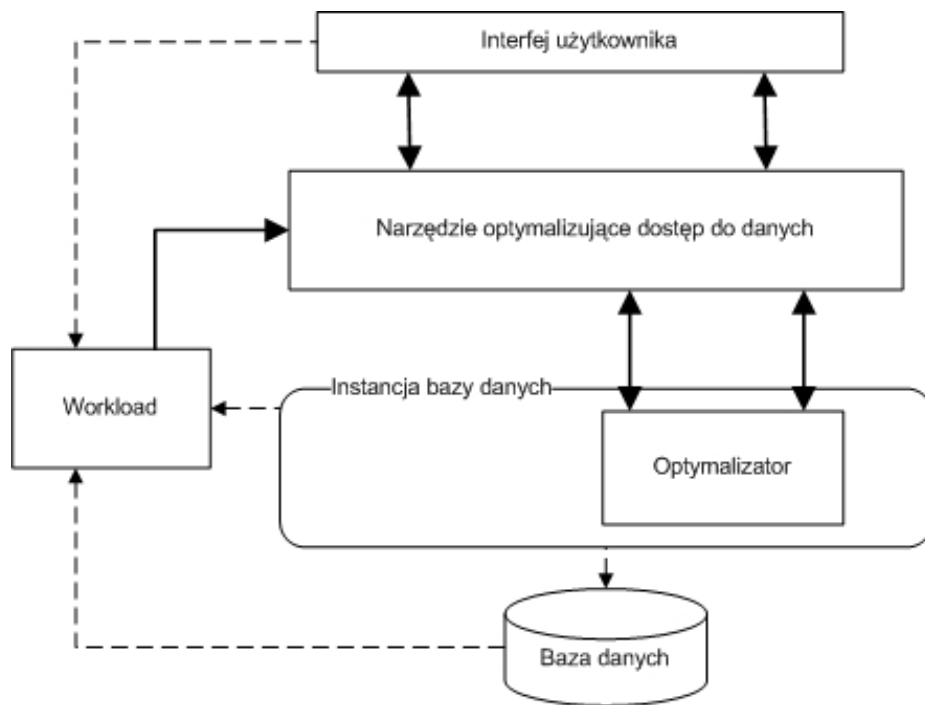 Interfej użytkownika
Narzędzie optymalizujące dostęp do danych
Instancja bazy danych
Workload
Optymalizator
Baza danych